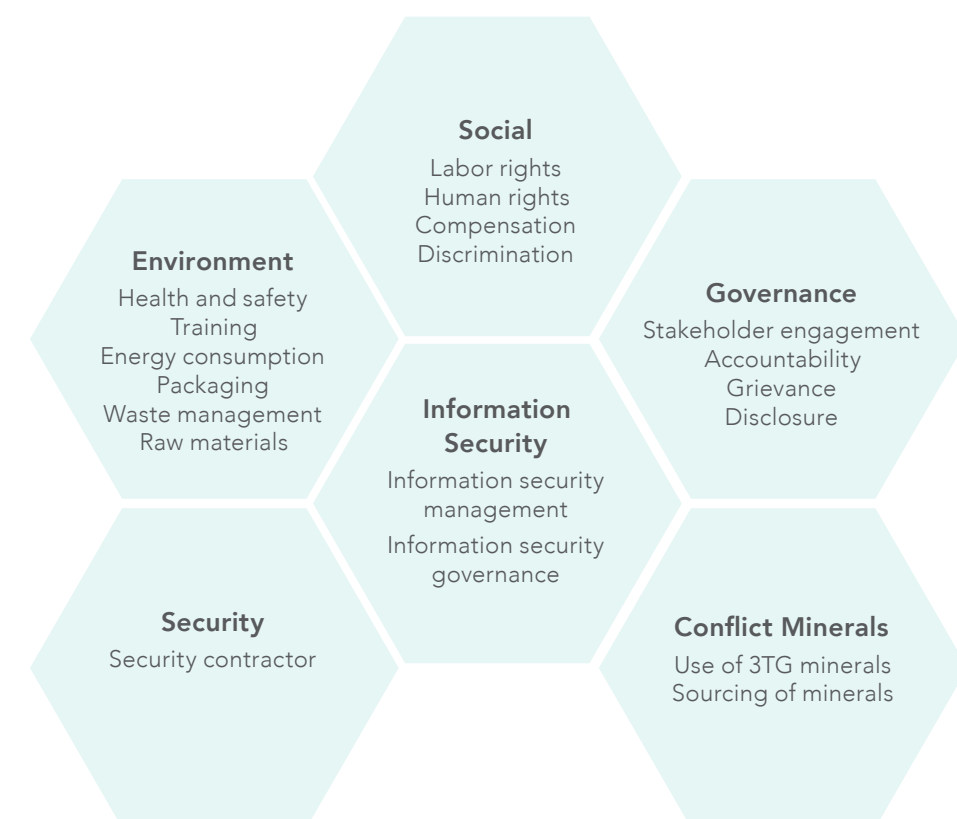 Social
Labor rights
Human rights
Compensation
Discrimination
Environment
Health and safety
Training
Energy consumption
Packaging
Waste management
Raw materials
Governance
Stakeholder engagement
Accountability
Grievance
Disclosure
Information
Security
Information security
management
Information security
governance
Security
Security contractor
Conflict Minerals
Use of 3TG minerals
Sourcing of minerals